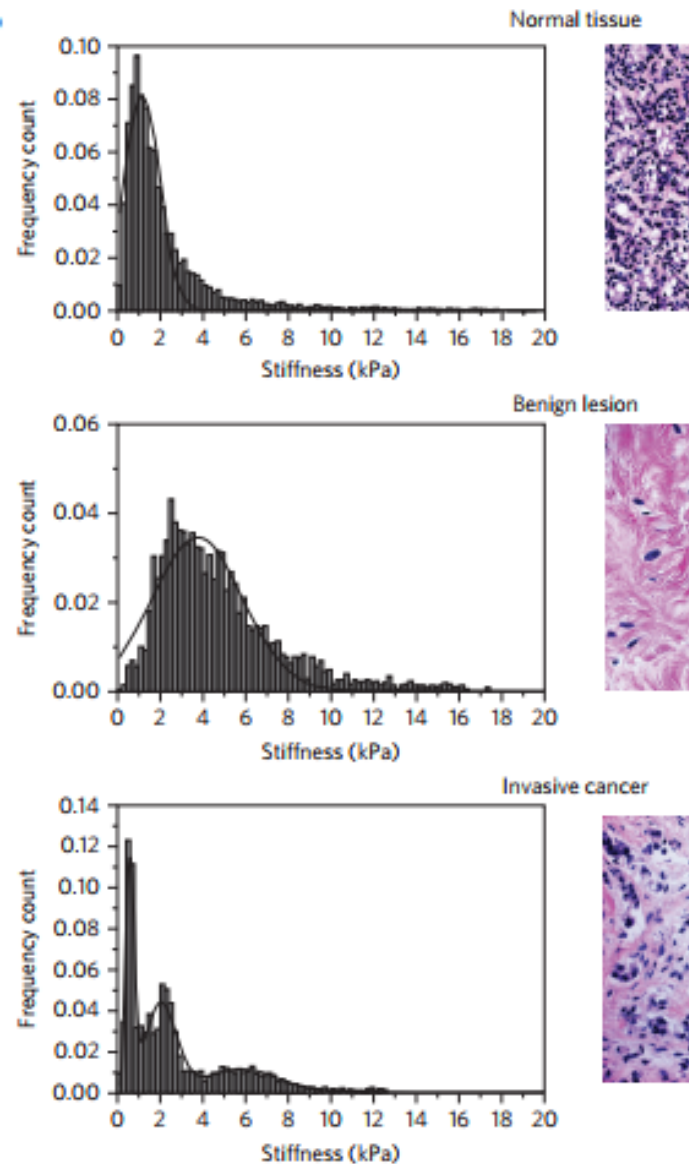 Normal tissue
0.10
0.08
0.06
0.04
0.02
0.00
Frequency count
0 2 4 6 8 10 12 14 16 18 20
Stiffness (kPa)
Benign lesion
0.06
0.04
0.02
0.00
Frequency count
0 2 4 6 8 10 12 14 16 18 20
Stiffness (kPa)
Invasive cancer
0.14
0.12
0.10
0.08
0.06
0.04
0.02
0.00
Frequency count
0 2 4 6 8 10 12 14 16 18 20
Stiffness (kPa)